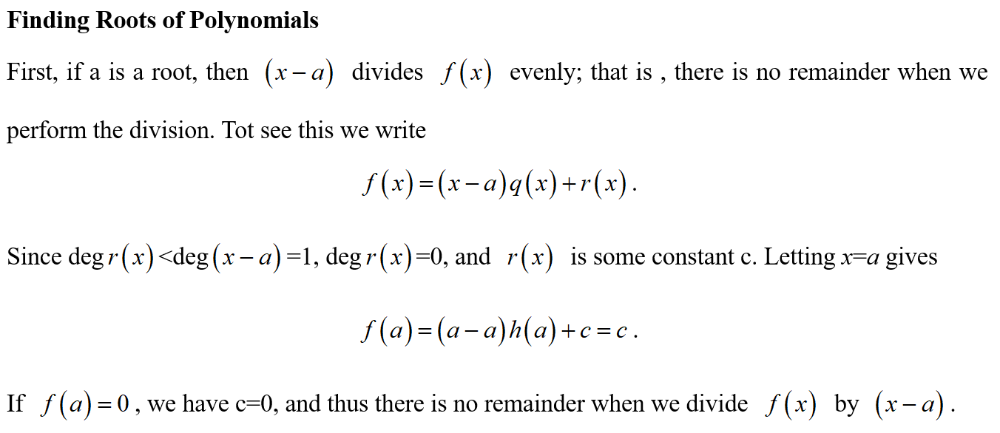 Finding Roots of Polynomials
First, if a is a root, then (x−a) divides f(x) evenly; that is , there is no remainder when we
perform the division. Tot see this we write
f(x)=(x−a)q(x)+r(x).
Since deg r(x)<deg(x−a)=1, deg r(x)=0, and r(x) is some constant c. Letting x=a gives
f(a)=(a−a)h(a)+c=c.
If f(a)=0, we have c=0, and thus there is no remainder when we divide f(x) by (x−a).